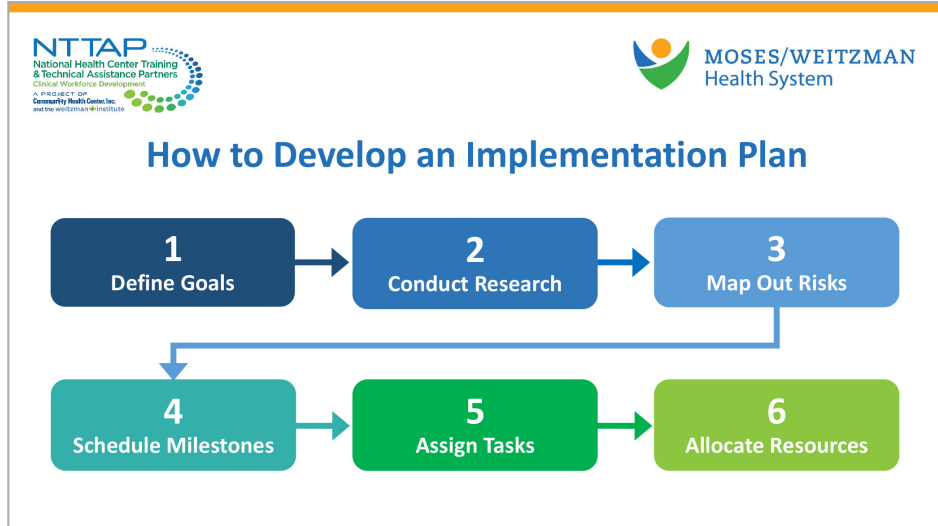 NTTAP
National Health Center Training
& Technical Assistance Partners
Clinical Workforce Development
A PROJECT OF
Community Health Center, Inc.
and the weitzman institute
MOSES/WEITZMAN
Health System
How to Develop an Implementation Plan
1
Define Goals
2
Conduct Research
3
Map Out Risks
4
Schedule Milestones
5
Assign Tasks
6
Allocate Resources